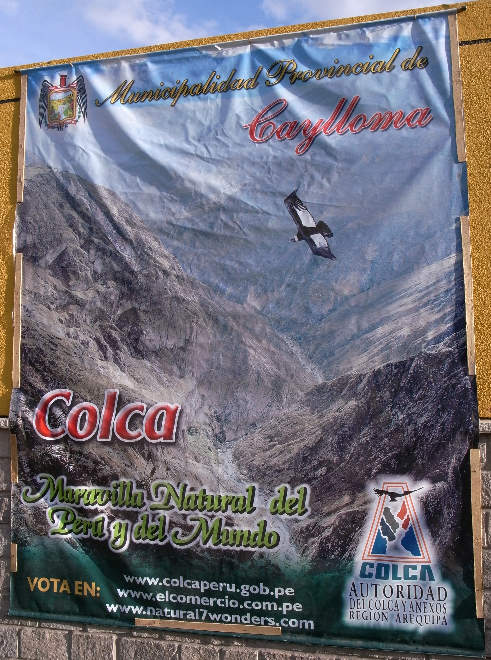 Municipalidad Provincial de
Caylloma
Colca
Maravilla Natural del
Perú y del Mundo
VOTA EN:
www.colcaperu.gob.pe
www.elcomercio.com.pe
www.natural7wonders.com
COLCA
AUTORIDAD
DEL COLCA Y ANEXOS
REGIÓN AREQUIPA